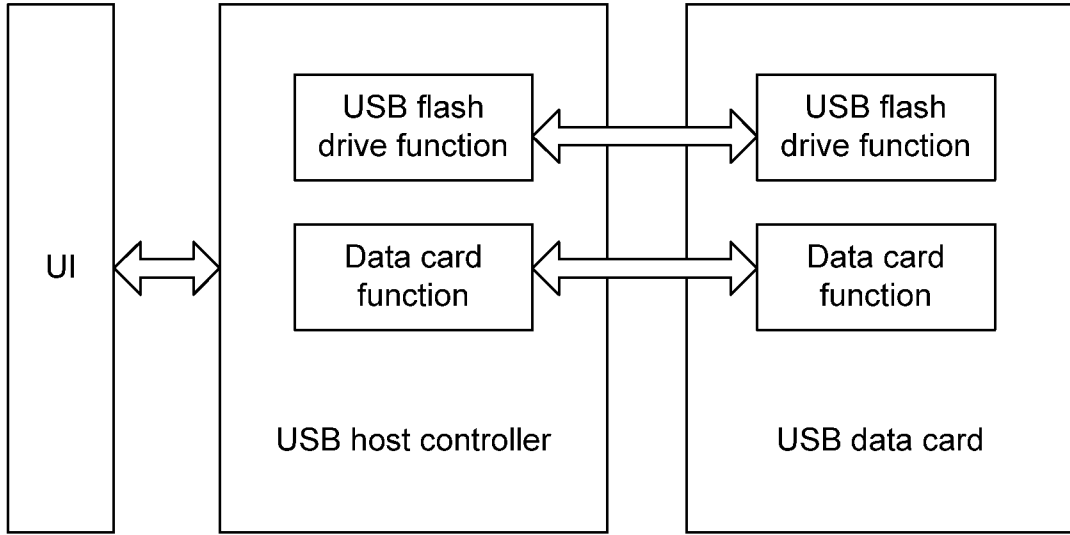 UI
USB flash
drive function
Data card
function
USB host controller
USB flash
drive function
Data card
function
USB data card